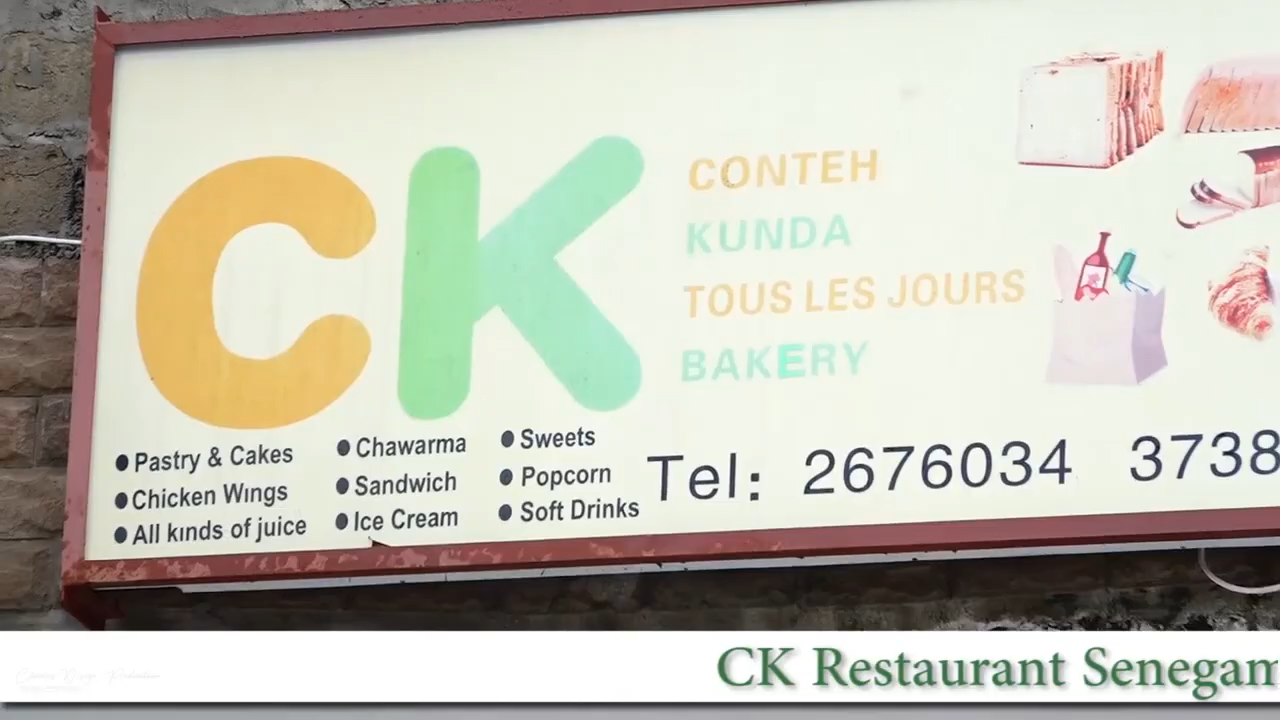 CK
CONTEH
KUNDA
TOUS LES JOURS
BAKERY
Pastry & Cakes
Chicken Wings
All kinds of juice
Chawarma
Sandwich
Ice Cream
Sweets
Popcorn
Soft Drinks
Tel: 2676034 3738
CK Restaurant Senegam